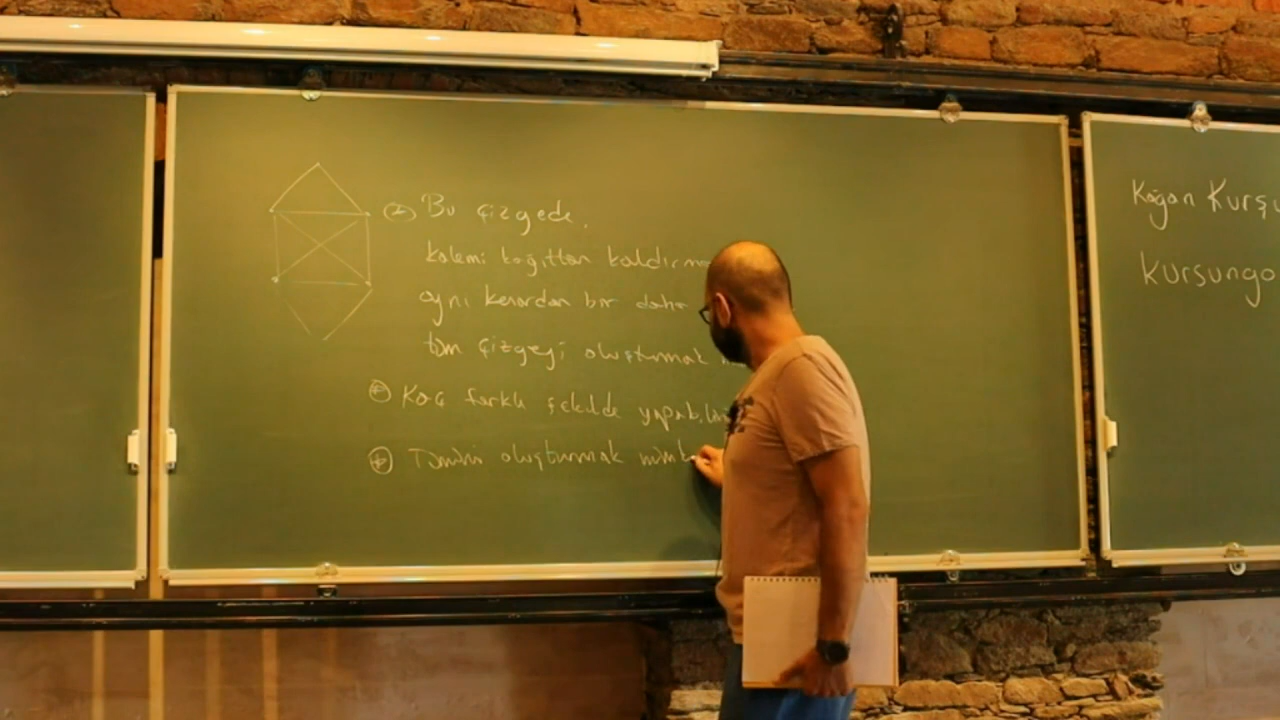 Bu çizgede,
kalemi kağıttan kaldırma
aynı kenardan bir daha
tüm çizgeyi oluşturmak m
Kaç farklı şekilde yapabilir
Tümünü oluşturmak mümk
Kağan Kurşu
kursungo